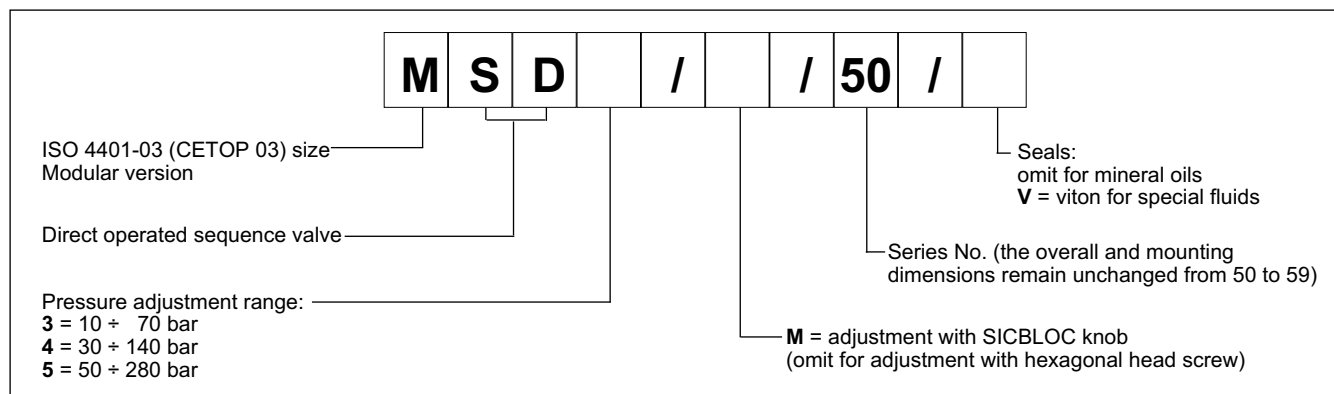 M S D / / 50 /
ISO 4401-03 (CETOP 03) size
Modular version
Direct operated sequence valve
Pressure adjustment range:
3 = 10 ÷ 70 bar
4 = 30 ÷ 140 bar
5 = 50 ÷ 280 bar
Seals:
omit for mineral oils
V = viton for special fluids
Series No. (the overall and mounting
dimensions remain unchanged from 50 to 59)
M = adjustment with SICBLOC knob
(omit for adjustment with hexagonal head screw)